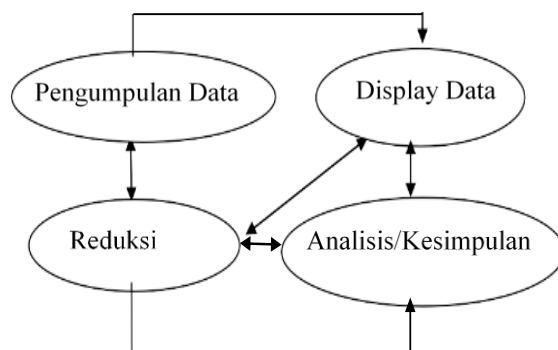 Pengumpulan Data
Display Data
Reduksi
Analisis/Kesimpulan